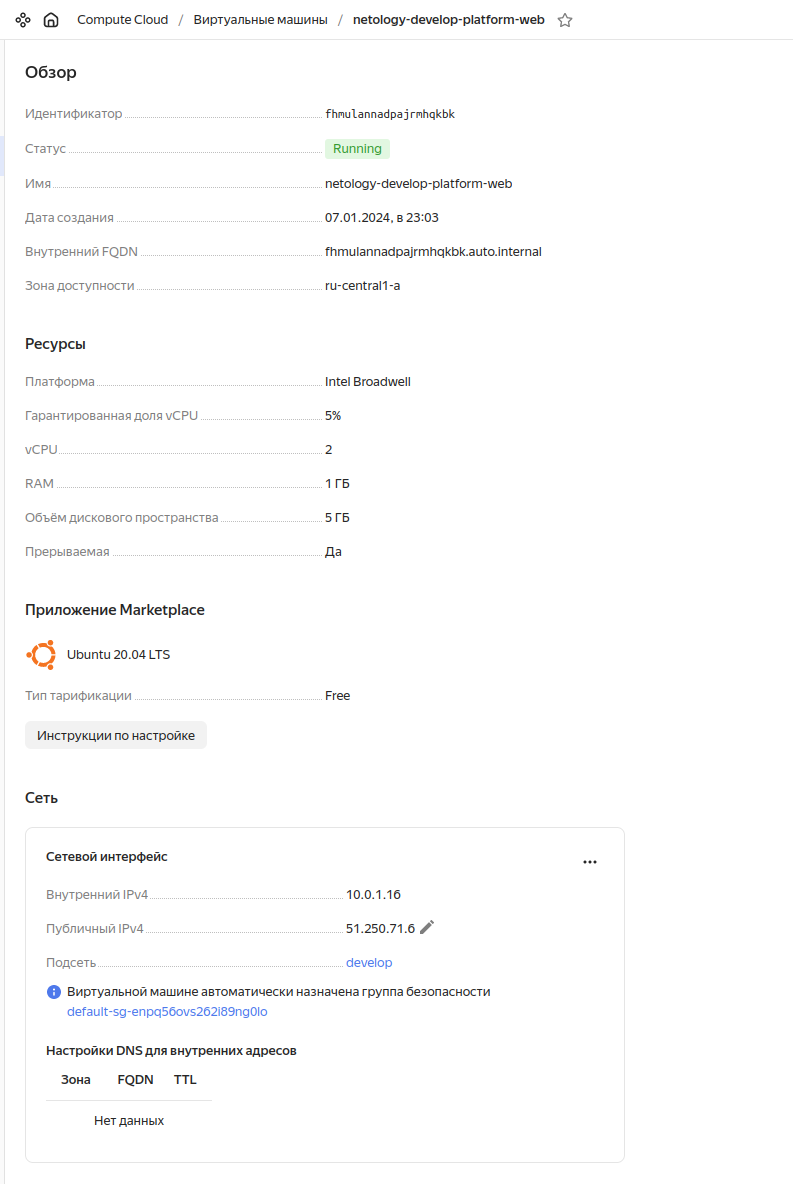 Compute Cloud / Виртуальные машины / netology-develop-platform-web
Обзор
Идентификатор fhmulannadpajrmhqkbk
Статус Running
Имя netology-develop-platform-web
Дата создания 07.01.2024, в 23:03
Внутренний FQDN fhmulannadpajrmhqkbk.auto.internal
Зона доступности ru-central1-a
Ресурсы
Платформа Intel Broadwell
Гарантированная доля vCPU 5%
vCPU 2
RAM 1 ГБ
Объём дискового пространства 5 ГБ
Прерываемая Да
Приложение Marketplace
Ubuntu 20.04 LTS
Тип тарификации Free
Инструкции по настройке
Сеть
Сетевой интерфейс
Внутренний IPv4 10.0.1.16
Публичный IPv4 51.250.71.6
Подсеть develop
Виртуальной машине автоматически назначена группа безопасности
default-sg-enpq56ovs262i89ng0lo
Настройки DNS для внутренних адресов
Зона FQDN TTL
Нет данных